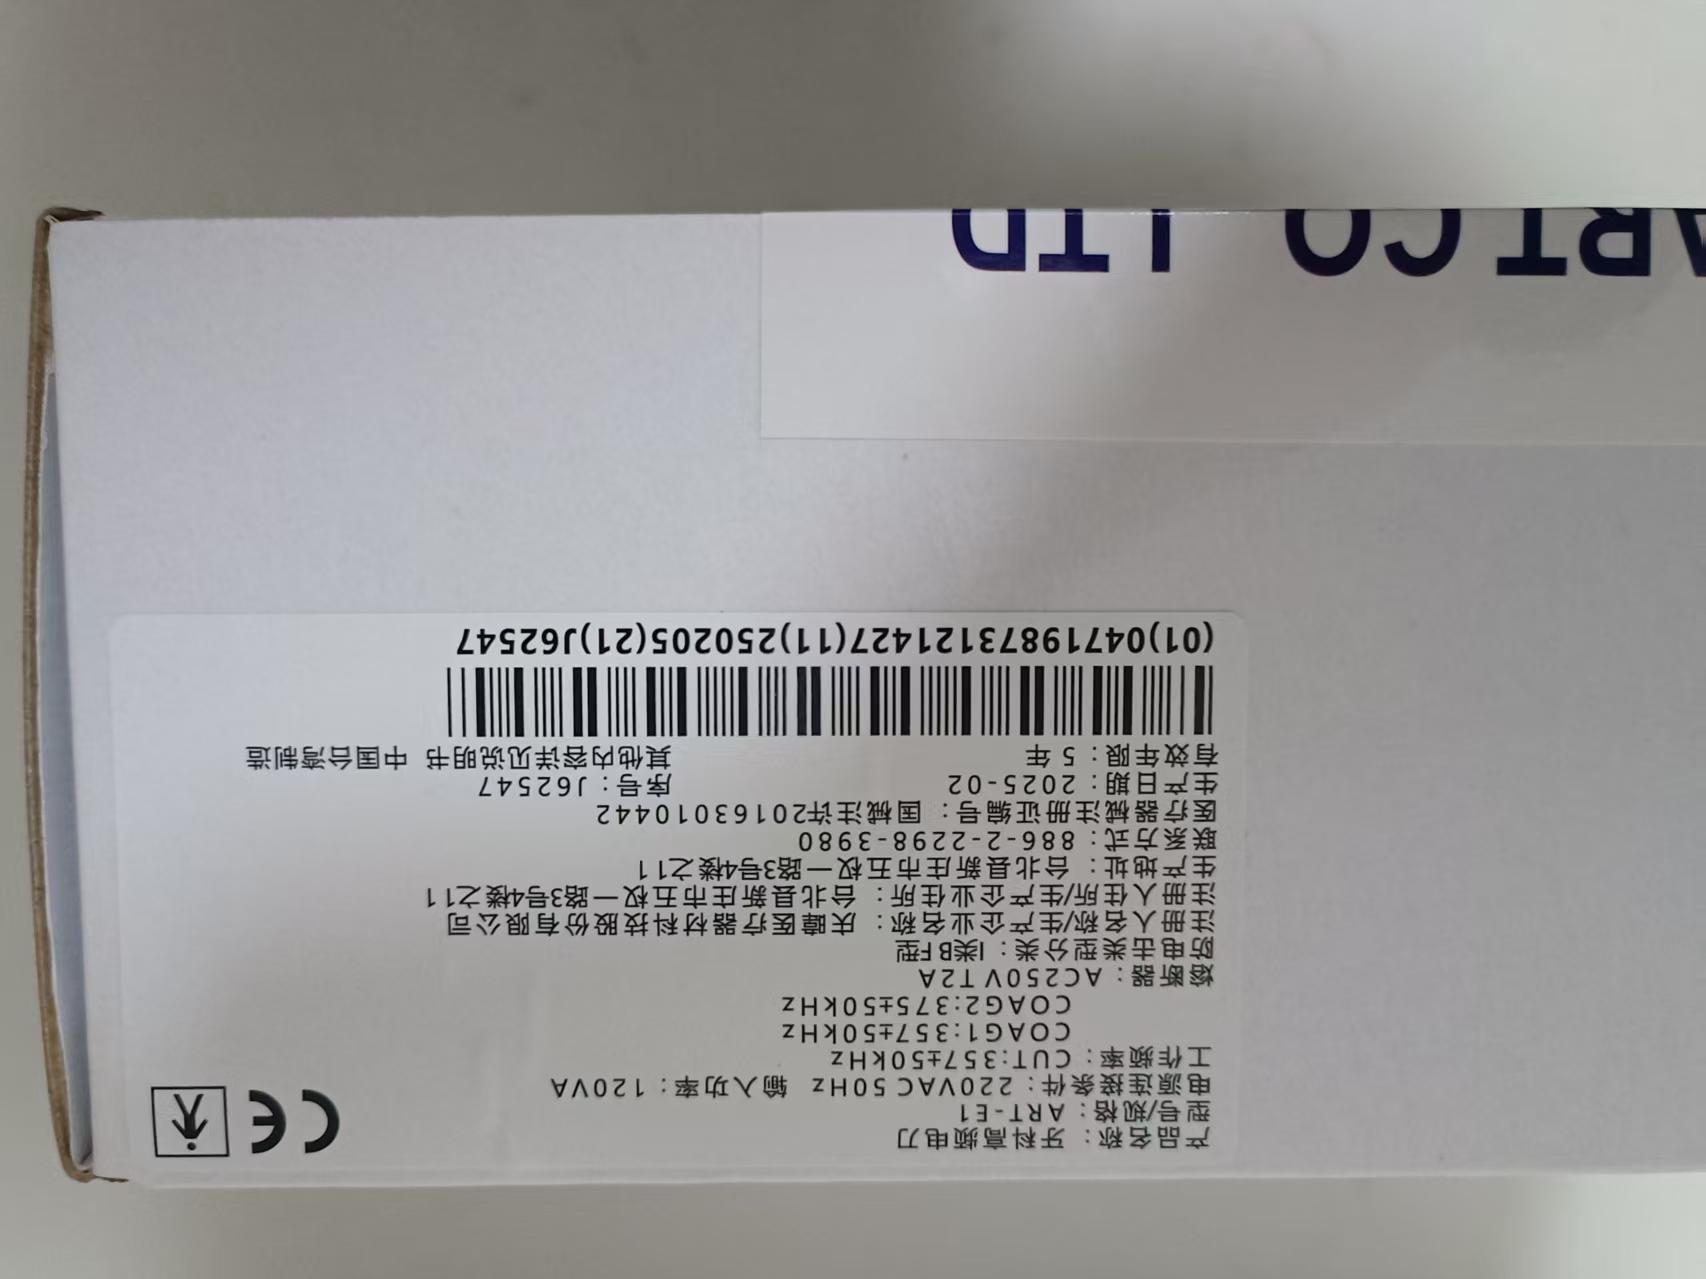 产品名称：牙科高频电刀
型号/规格：ART-E1
电源连接条件：220VAC 50Hz 输入功率：120VA
工作频率：CUT:357±50kHz
COAG1:357±50kHz
COAG2:375±50kHz
熔断器：AC250V T2A
防电击类型分类：I类BF型
注册人名称/生产企业名称：庆暐医疗器材科技股份有限公司
注册人住所/生产企业住所：台北县新庄市五权一路3号4楼之11
生产地址：台北县新庄市五权一路3号4楼之11
联系方式：886-2-2298-3980
医疗器械注册证编号：国械注许20163010442
生产日期：2025-02 序号：J62547
有效年限：5年 其他内容详见说明书 中国台湾制造
(01)04719873121427(11)250205(21)J62547
CE
ARTCO LTD